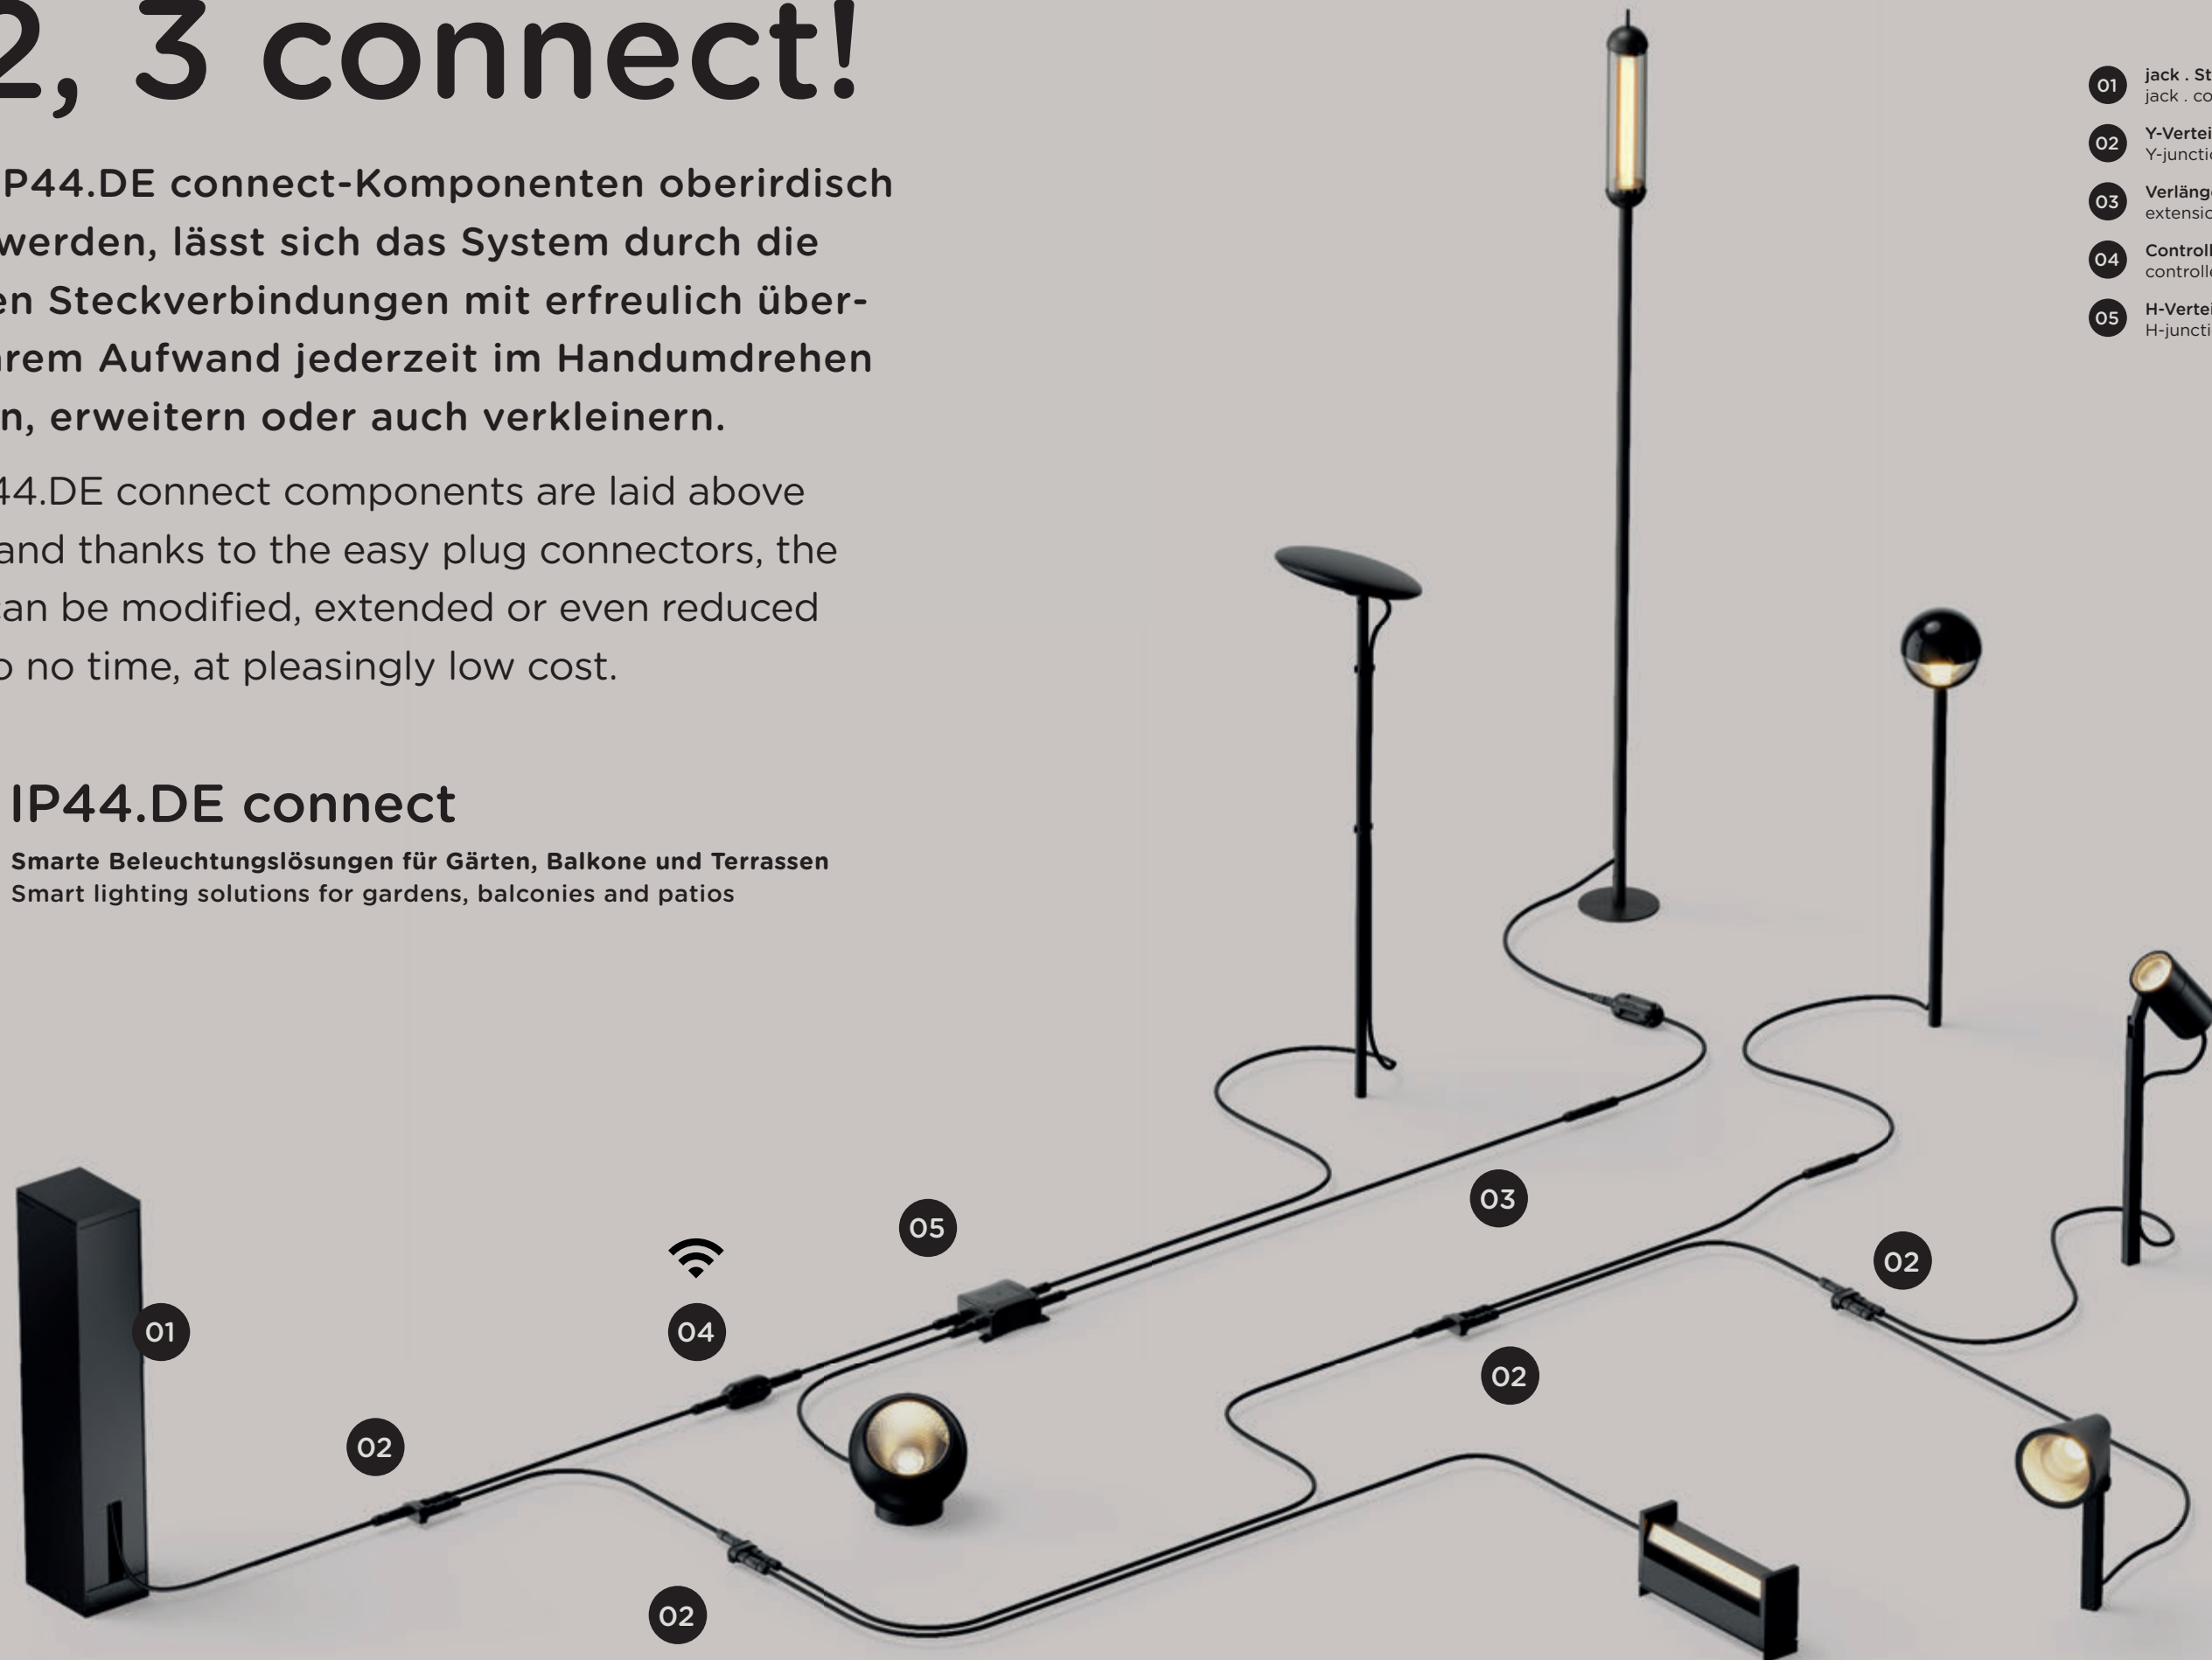 2, 3 connect!
IP44.DE connect-Komponenten oberirdisch
werden, lässt sich das System durch die
en Steckverbindungen mit erfreulich über-
arem Aufwand jederzeit im Handumdrehen
n, erweitern oder auch verkleinern.
44.DE connect components are laid above
and thanks to the easy plug connectors, the
can be modified, extended or even reduced
o no time, at pleasingly low cost.
IP44.DE connect
Smarte Beleuchtungslösungen für Gärten, Balkone und Terrassen
Smart lighting solutions for gardens, balconies and patios
01 jack . St
jack . co
02 Y-Vertei
Y-juncti
03 Verläng
extensio
04 Controll
controlle
05 H-Vertei
H-juncti
05
03
02
01
04
02
02
02